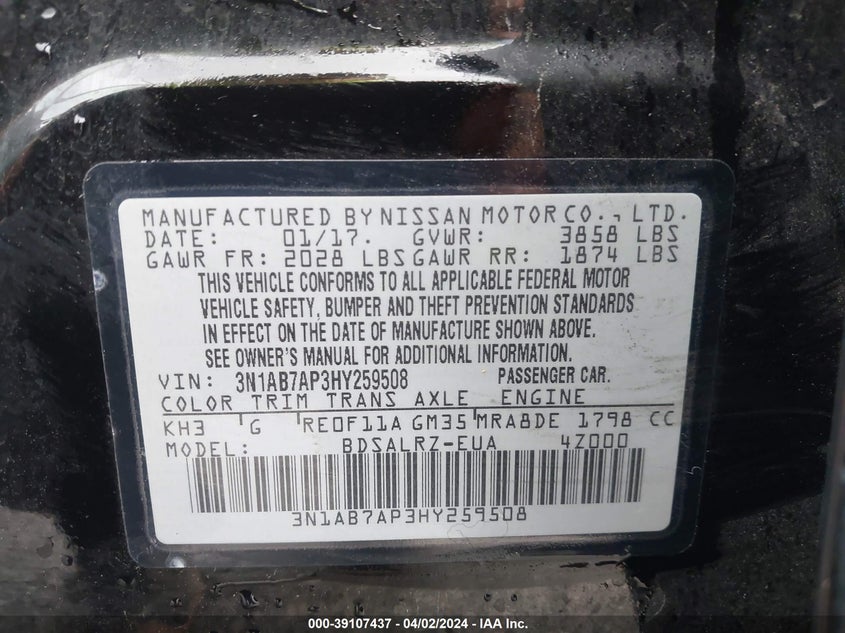 MANUFACTURED BY NISSAN MOTOR CO., LTD.
DATE: 01/17. GVWR: 3858 LBS
GAWR FR: 2028 LBS GAWR RR: 1874 LBS
THIS VEHICLE CONFORMS TO ALL APPLICABLE FEDERAL MOTOR
VEHICLE SAFETY, BUMPER AND THEFT PREVENTION STANDARDS
IN EFFECT ON THE DATE OF MANUFACTURE SHOWN ABOVE.
SEE OWNER'S MANUAL FOR ADDITIONAL INFORMATION.
VIN: 3N1AB7AP3HY259508 PASSENGER CAR.
COLOR TRIM TRANS AXLE ENGINE
KH3 G RE0F11A GM35 MRA8DE 1798 CC
MODEL: BDSALRZ-EUA 4Z000
3N1AB7AP3HY259508
000-39107437 - 04/02/2024 - IAA Inc.